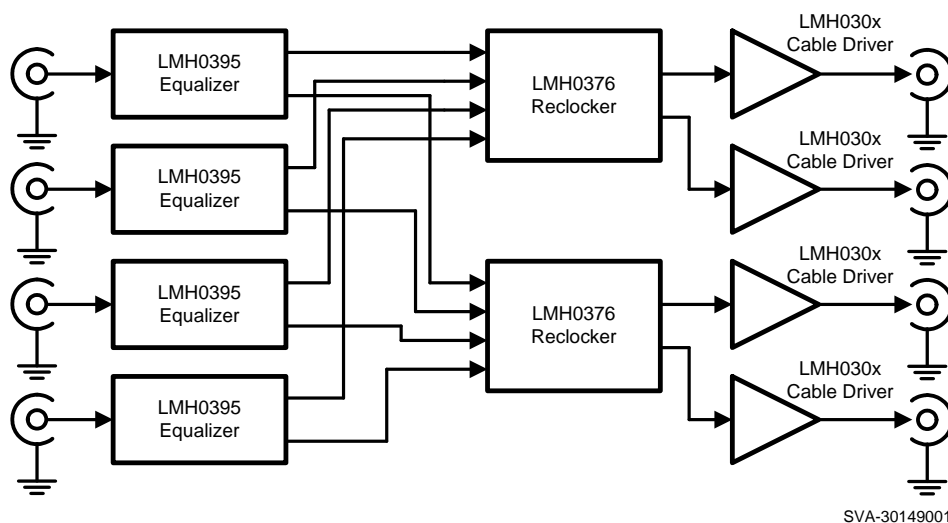 LMH0395
Equalizer
LMH0395
Equalizer
LMH0395
Equalizer
LMH0395
Equalizer
LMH0376
Reclocker
LMH0376
Reclocker
LMH030x
Cable Driver
LMH030x
Cable Driver
LMH030x
Cable Driver
LMH030x
Cable Driver
SVA-30149001